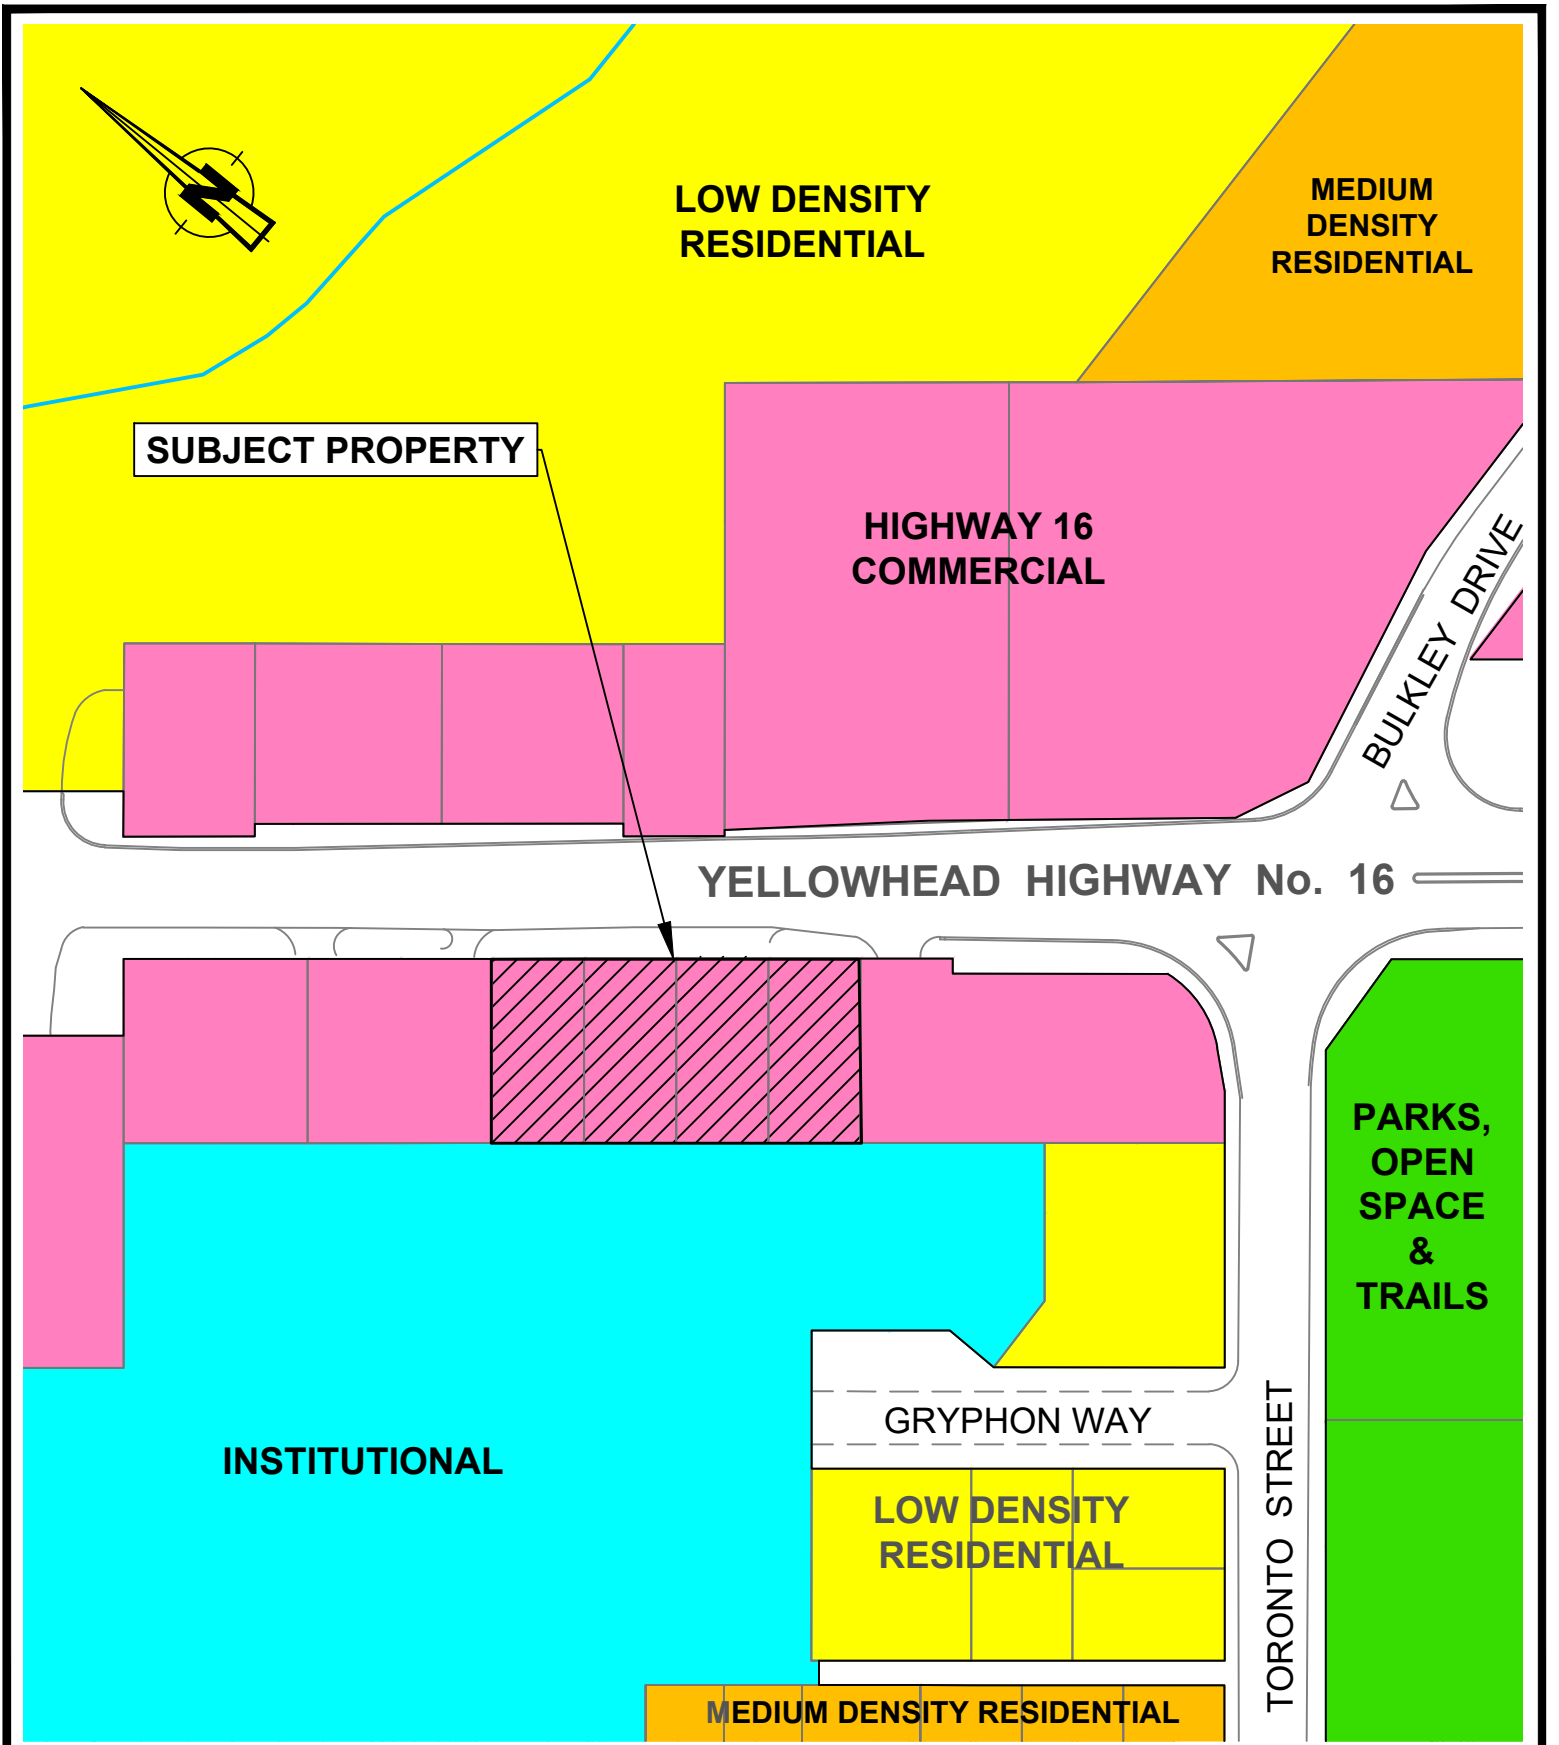 N
LOW DENSITY
RESIDENTIAL
MEDIUM
DENSITY
RESIDENTIAL
SUBJECT PROPERTY
HIGHWAY 16
COMMERCIAL
BULKLEY DRIVE
YELLOWHEAD HIGHWAY No. 16
PARKS,
OPEN
SPACE
&
TRAILS
GRYPHON WAY
TORONTO STREET
INSTITUTIONAL
LOW DENSITY
RESIDENTIAL
MEDIUM DENSITY RESIDENTIAL